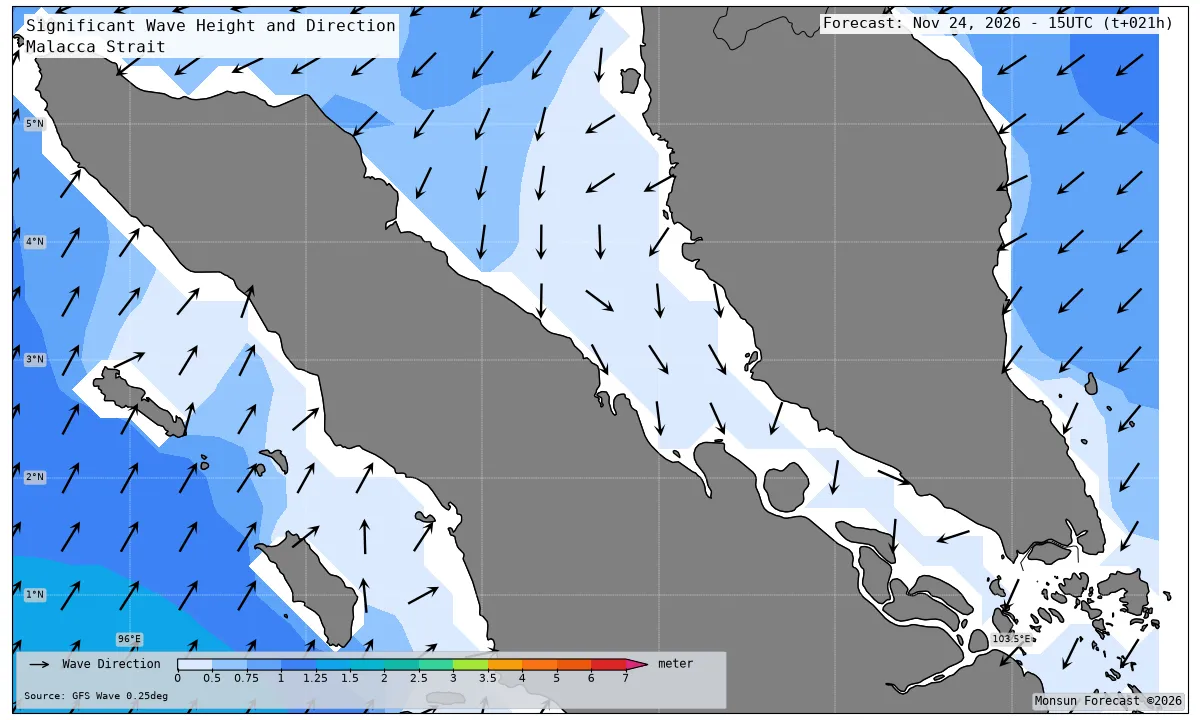 Significant Wave Height and Direction
Malacca Strait
Forecast: Nov 24, 2026 - 15UTC (t+021h)
5°N
4°N
3°N
2°N
1°N
96°E
103.5°E
Wave Direction
meter
0 0.5 0.75 1 1.25 1.5 2 2.5 3 3.5 4 5 6 7
Source: GFS Wave 0.25deg
Monsun Forecast ©2026